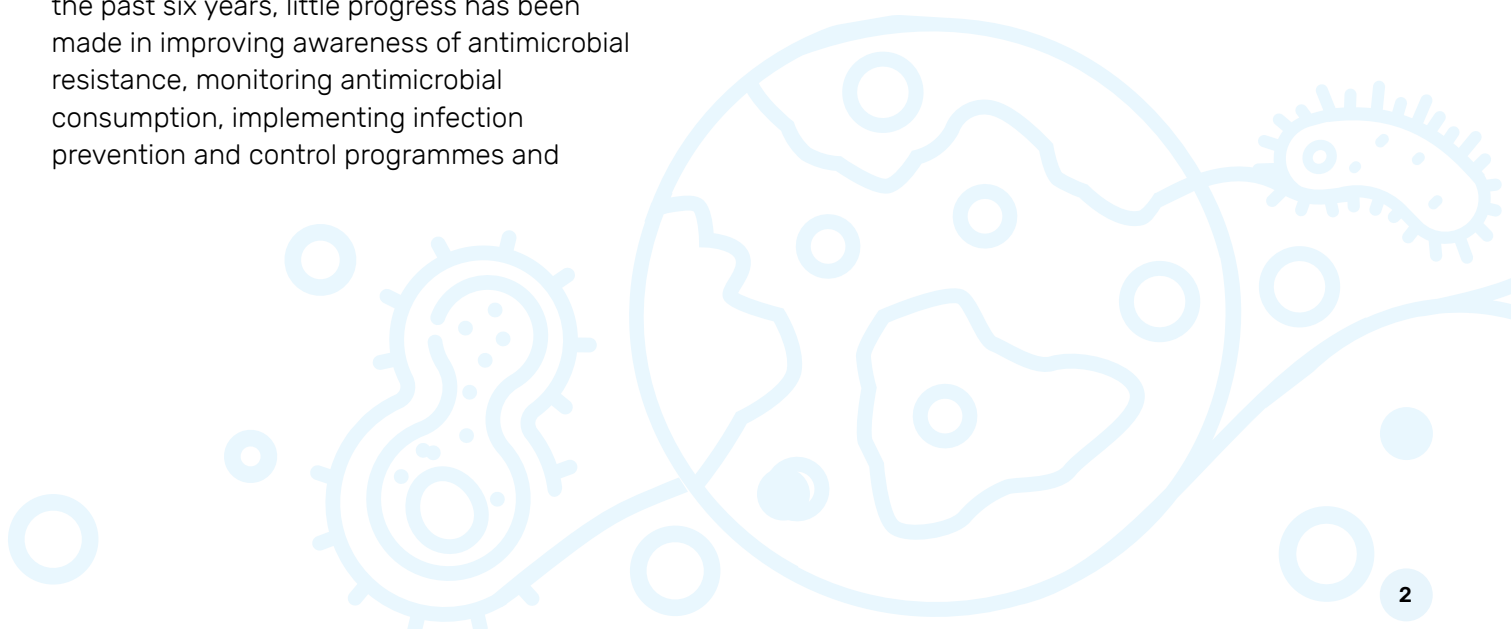 the past six years, little progress has been
made in improving awareness of antimicrobial
resistance, monitoring antimicrobial
consumption, implementing infection
prevention and control programmes and
2